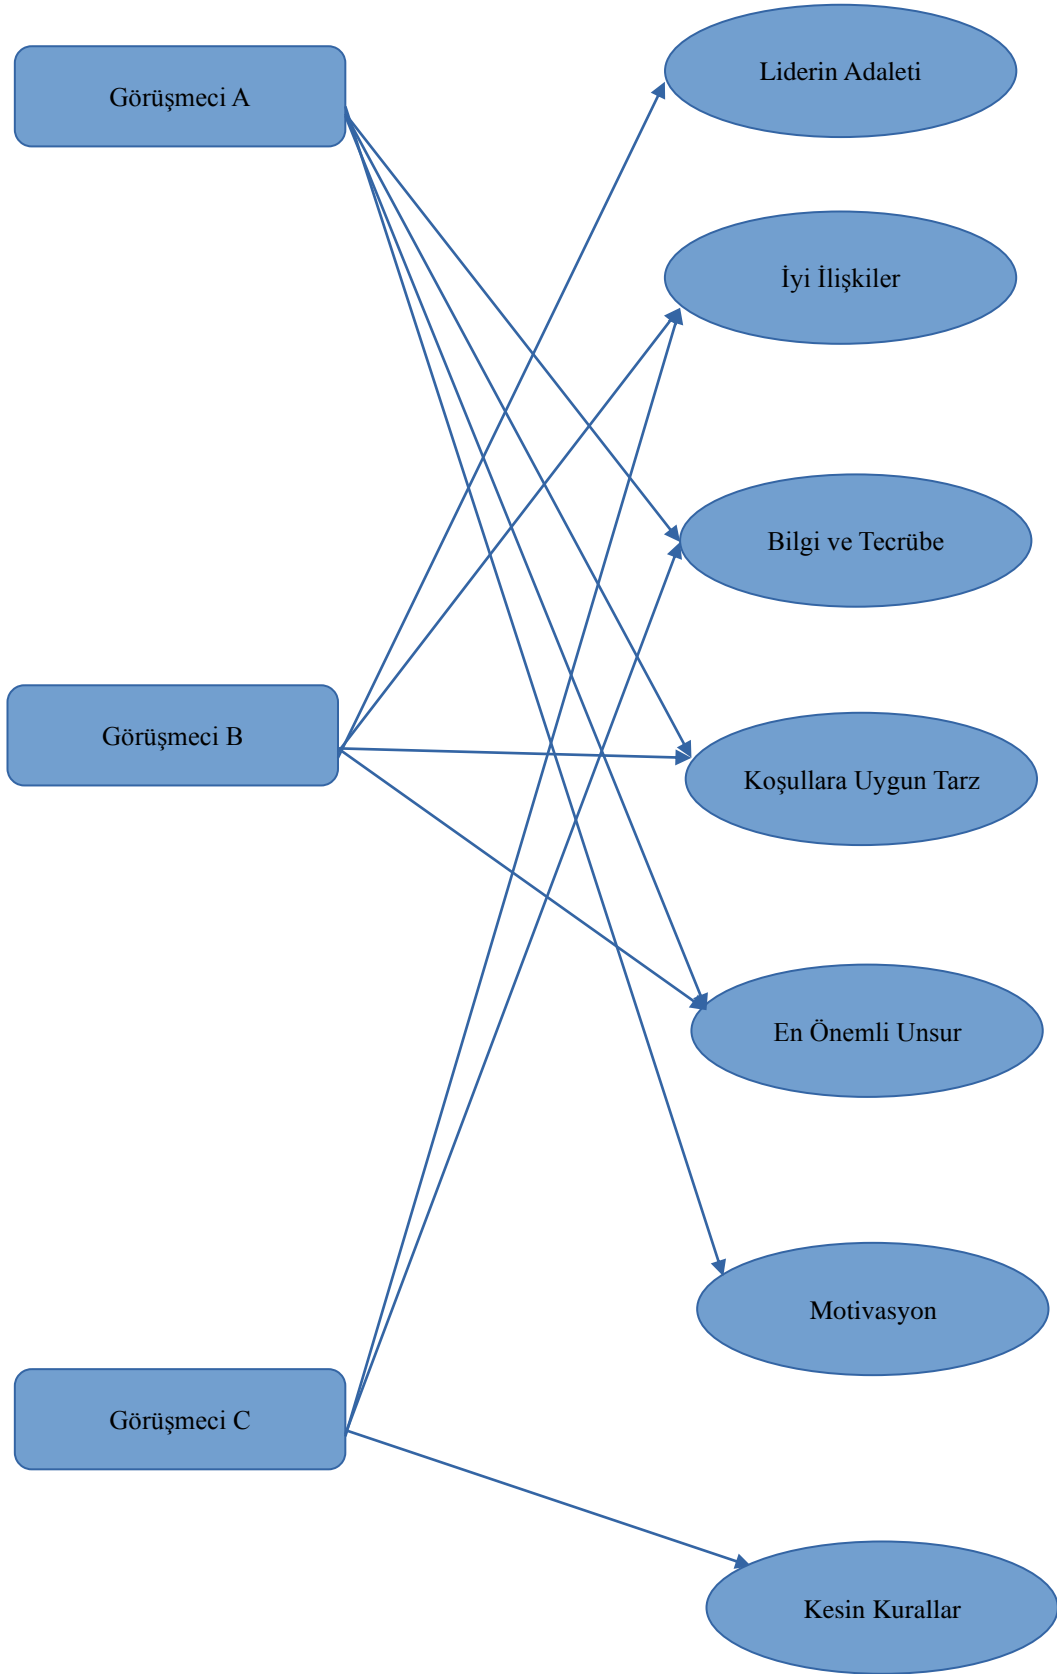 Liderin Adaleti
Görüşmeci A
İyi İlişkiler
Bilgi ve Tecrübe
Görüşmeci B
Koşullara Uygun Tarz
En Önemli Unsur
Motivasyon
Görüşmeci C
Kesin Kurallar